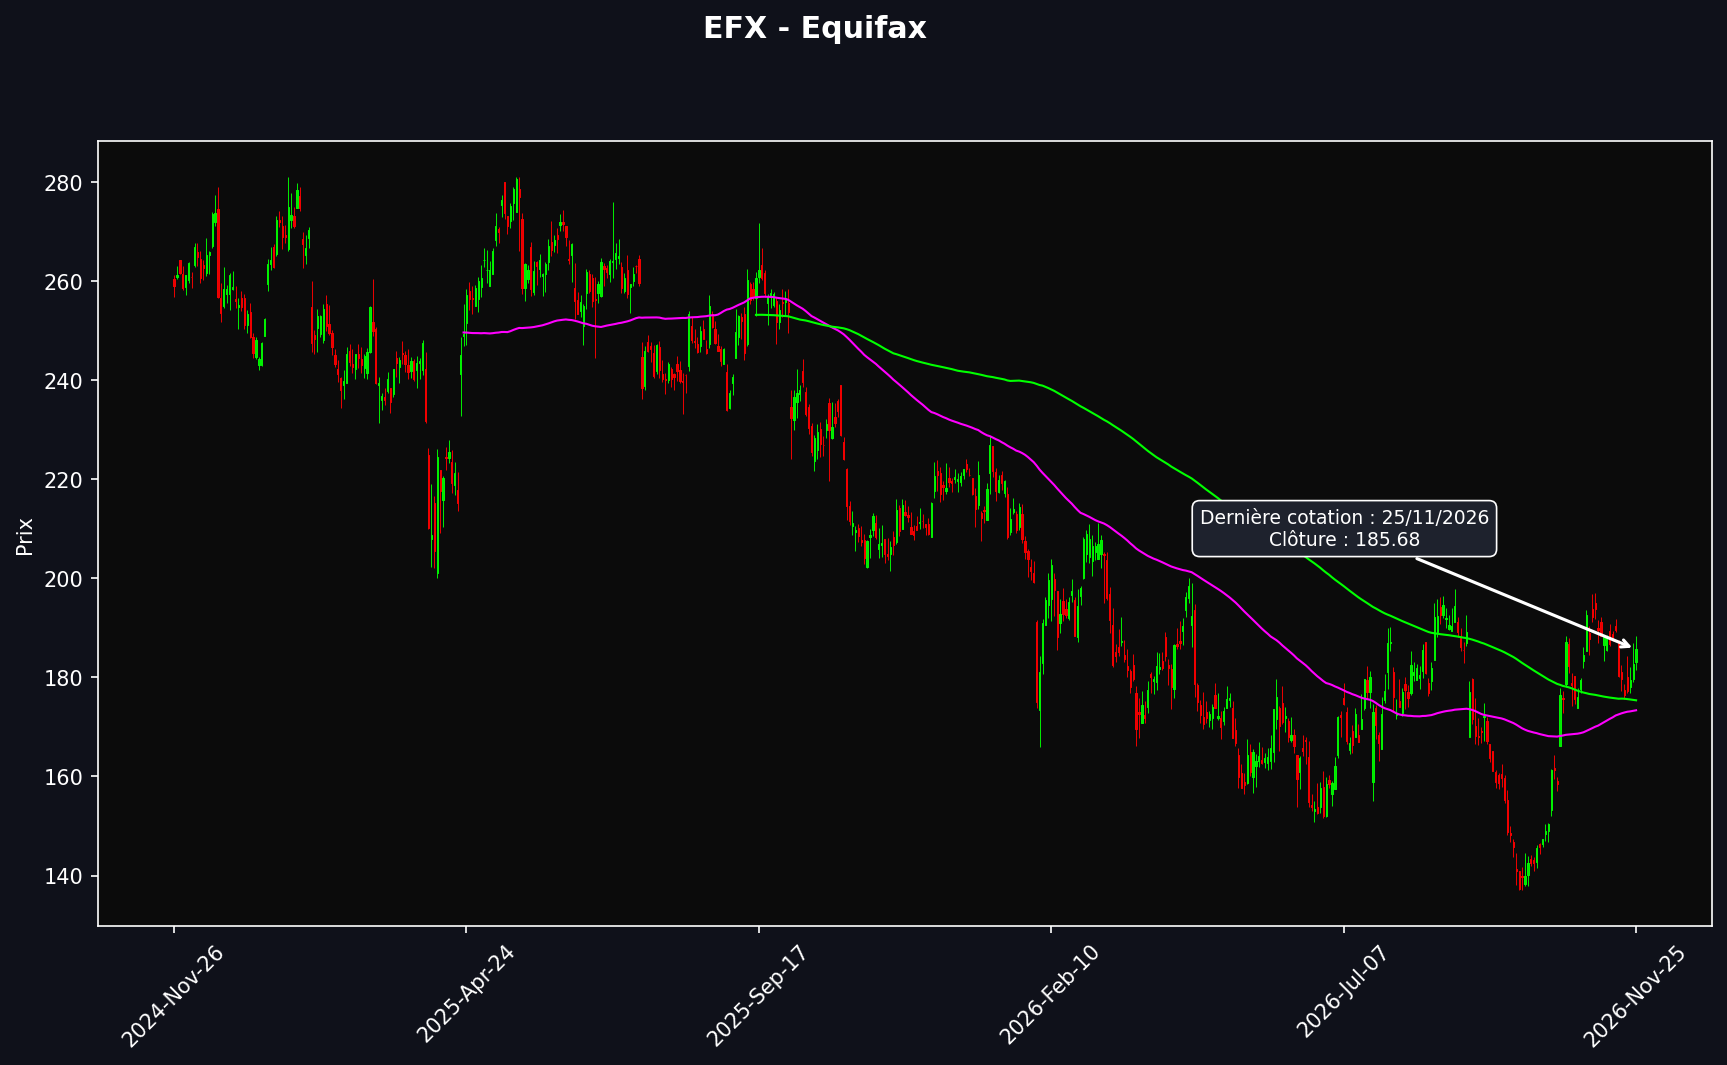 EFX - Equifax
Prix
280
260
240
220
200
180
160
140
Dernière cotation : 25/11/2026
Clôture : 185.68
2024-Nov-26
2025-Apr-24
2025-Sep-17
2026-Feb-10
2026-Jul-07
2026-Nov-25